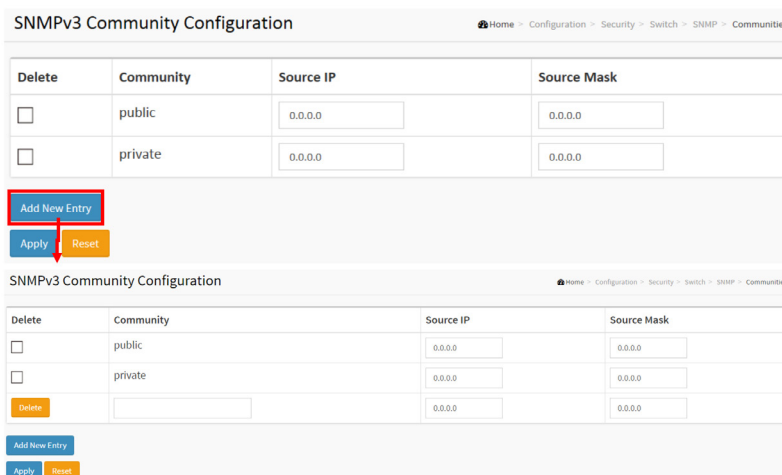 SNMPv3 Community Configuration Home > Configuration > Security > Switch > SNMP > Communitie
Delete Community Source IP Source Mask
public 0.0.0.0 0.0.0.0
private 0.0.0.0 0.0.0.0
Add New Entry
Apply Reset
SNMPv3 Community Configuration Home > Configuration > Security > Switch > SNMP > Communitie
Delete Community Source IP Source Mask
public 0.0.0.0 0.0.0.0
private 0.0.0.0 0.0.0.0
Delete 0.0.0.0 0.0.0.0
Add New Entry
Apply Reset